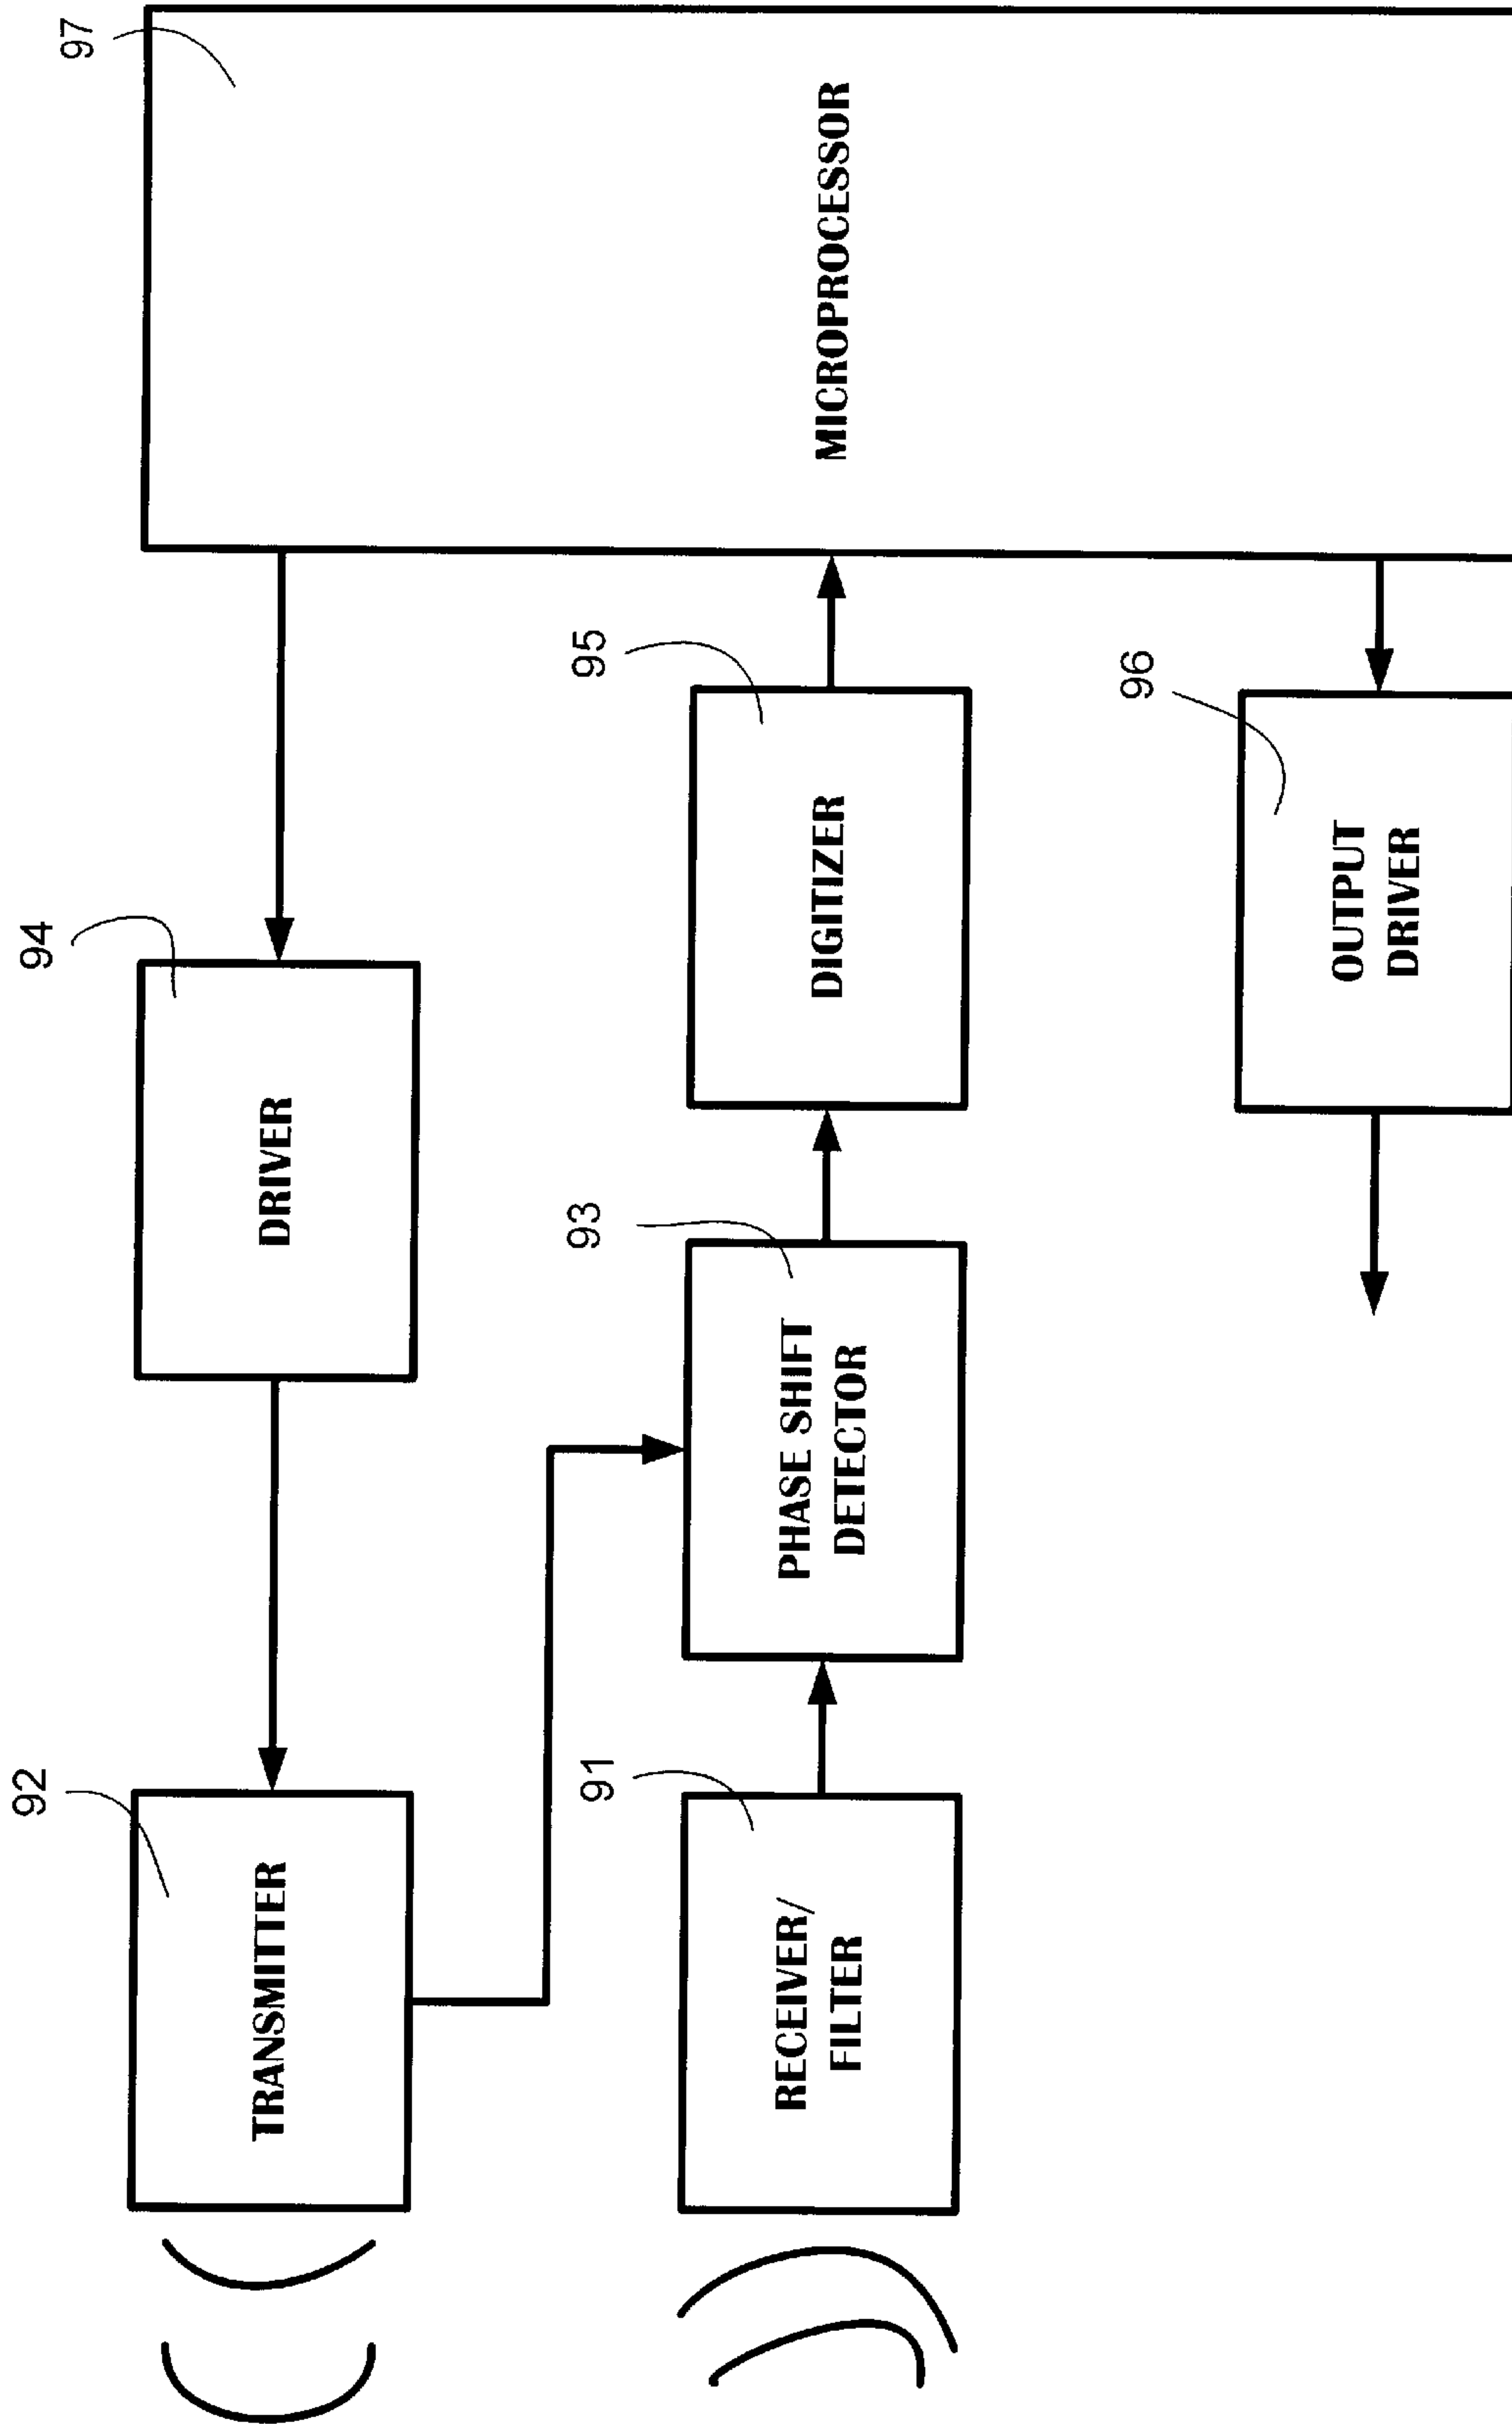 92
TRANSMITTER
94
DRIVER
97
MICROPROCESSOR
91
RECEIVER/
FILTER
93
PHASE SHIFT
DETECTOR
95
DIGITIZER
96
OUTPUT
DRIVER